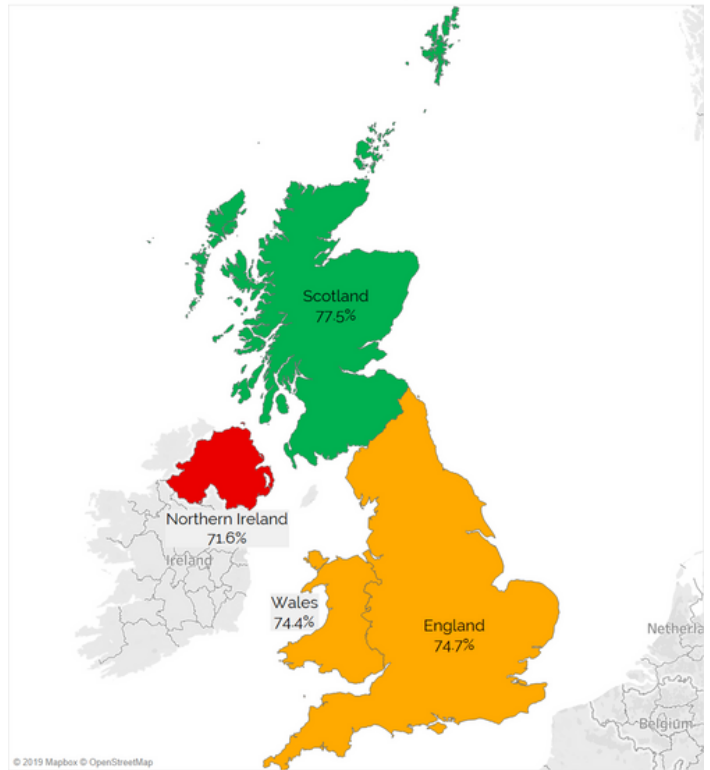 Scotland
77.5%
Northern Ireland
71.6%
Ireland
Wales
74.4%
England
74.7%
Netherla
Belgium
© 2019 Mapbox © OpenStreetMap